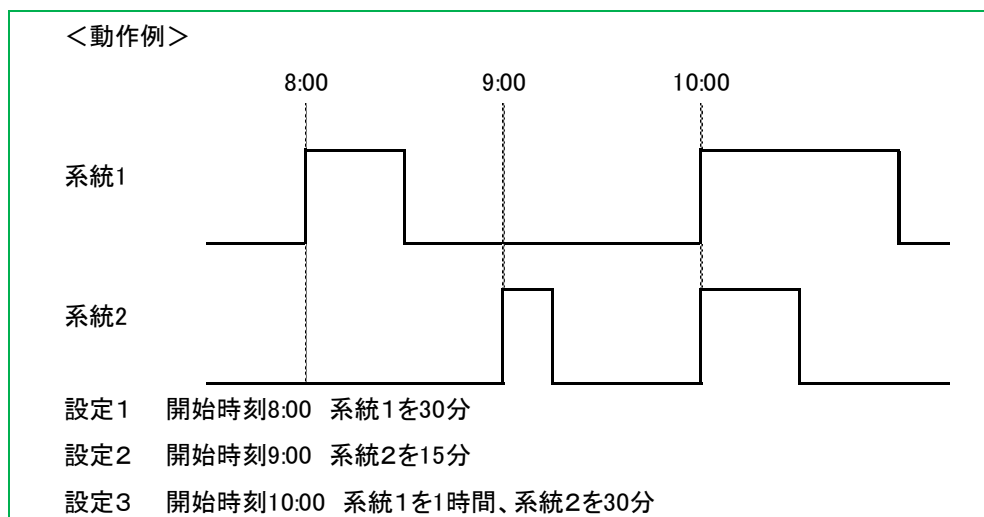 ＜動作例＞
8:00 9:00 10:00
系統1
系統2
設定１ 開始時刻8:00 系統１を30分
設定２ 開始時刻9:00 系統２を15分
設定３ 開始時刻10:00 系統１を1時間、系統２を30分